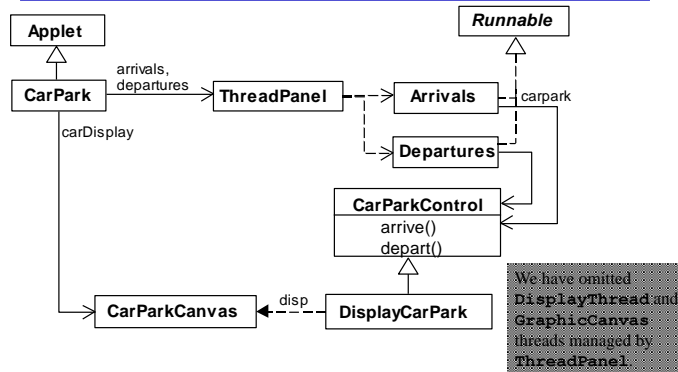 Runnable
Applet
arrivals,
departures
CarPark
ThreadPanel
Arrivals
carpark
carDisplay
Departures
CarParkControl
arrive()
depart()
We have omitted
DisplayThread and
GraphicCanvas
threads managed by
ThreadPanel
CarParkCanvas
disp
DisplayCarPark